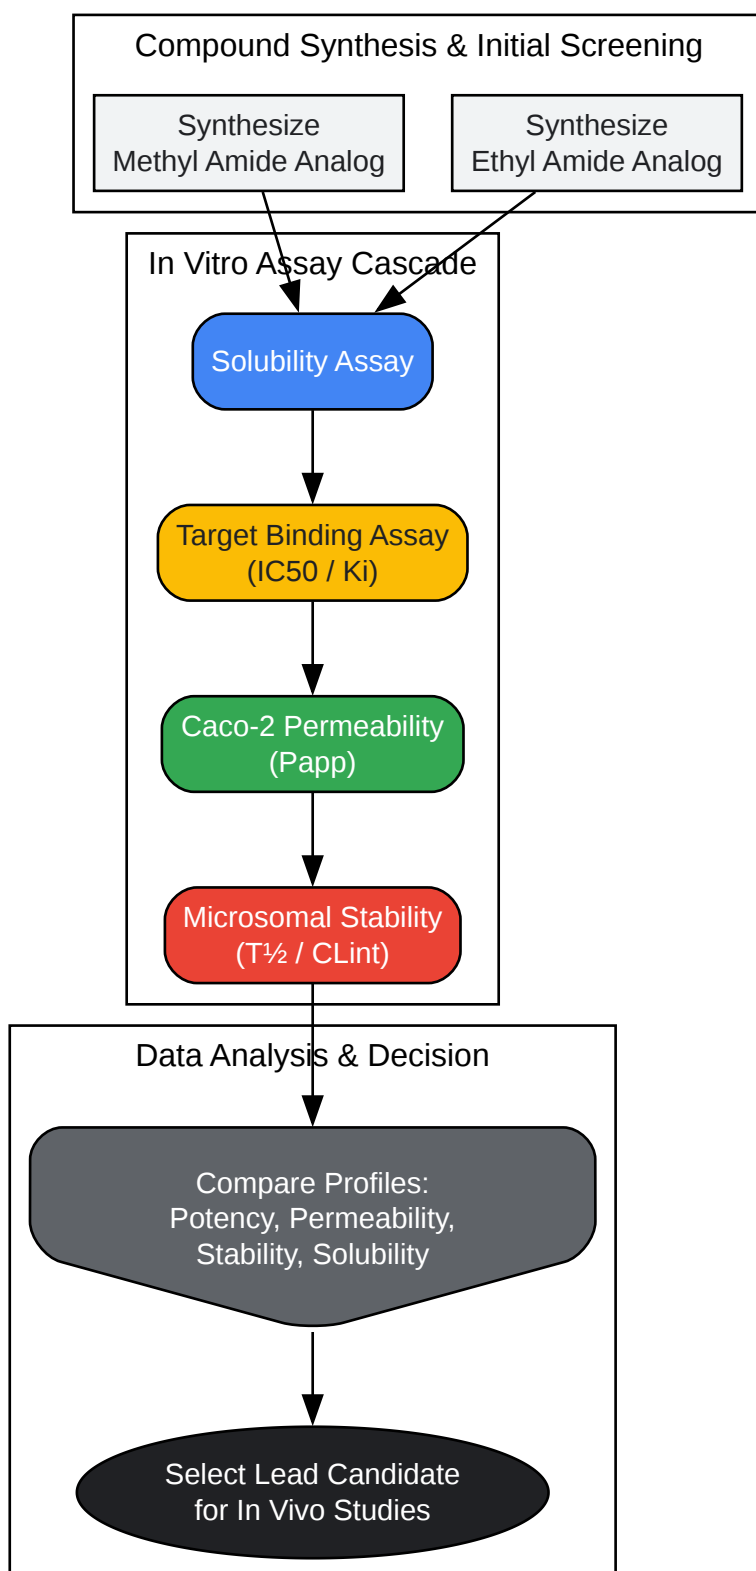 Compound Synthesis & Initial Screening
Synthesize
Methyl Amide Analog
Synthesize
Ethyl Amide Analog
In Vitro Assay Cascade
Solubility Assay
Target Binding Assay
(IC50 / Ki)
Caco-2 Permeability
(Papp)
Microsomal Stability
(T½ / CLint)
Data Analysis & Decision
Compare Profiles:
Potency, Permeability,
Stability, Solubility
Select Lead Candidate
for In Vivo Studies